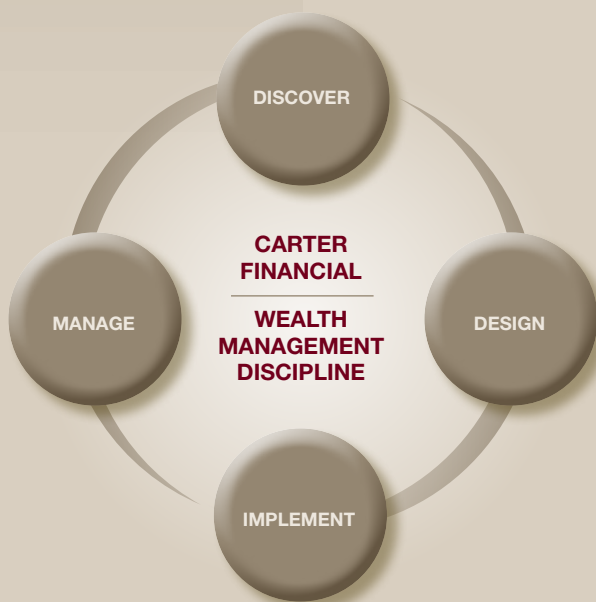 DISCOVER
CARTER
FINANCIAL
MANAGE
WEALTH
MANAGEMENT
DISCIPLINE
DESIGN
IMPLEMENT